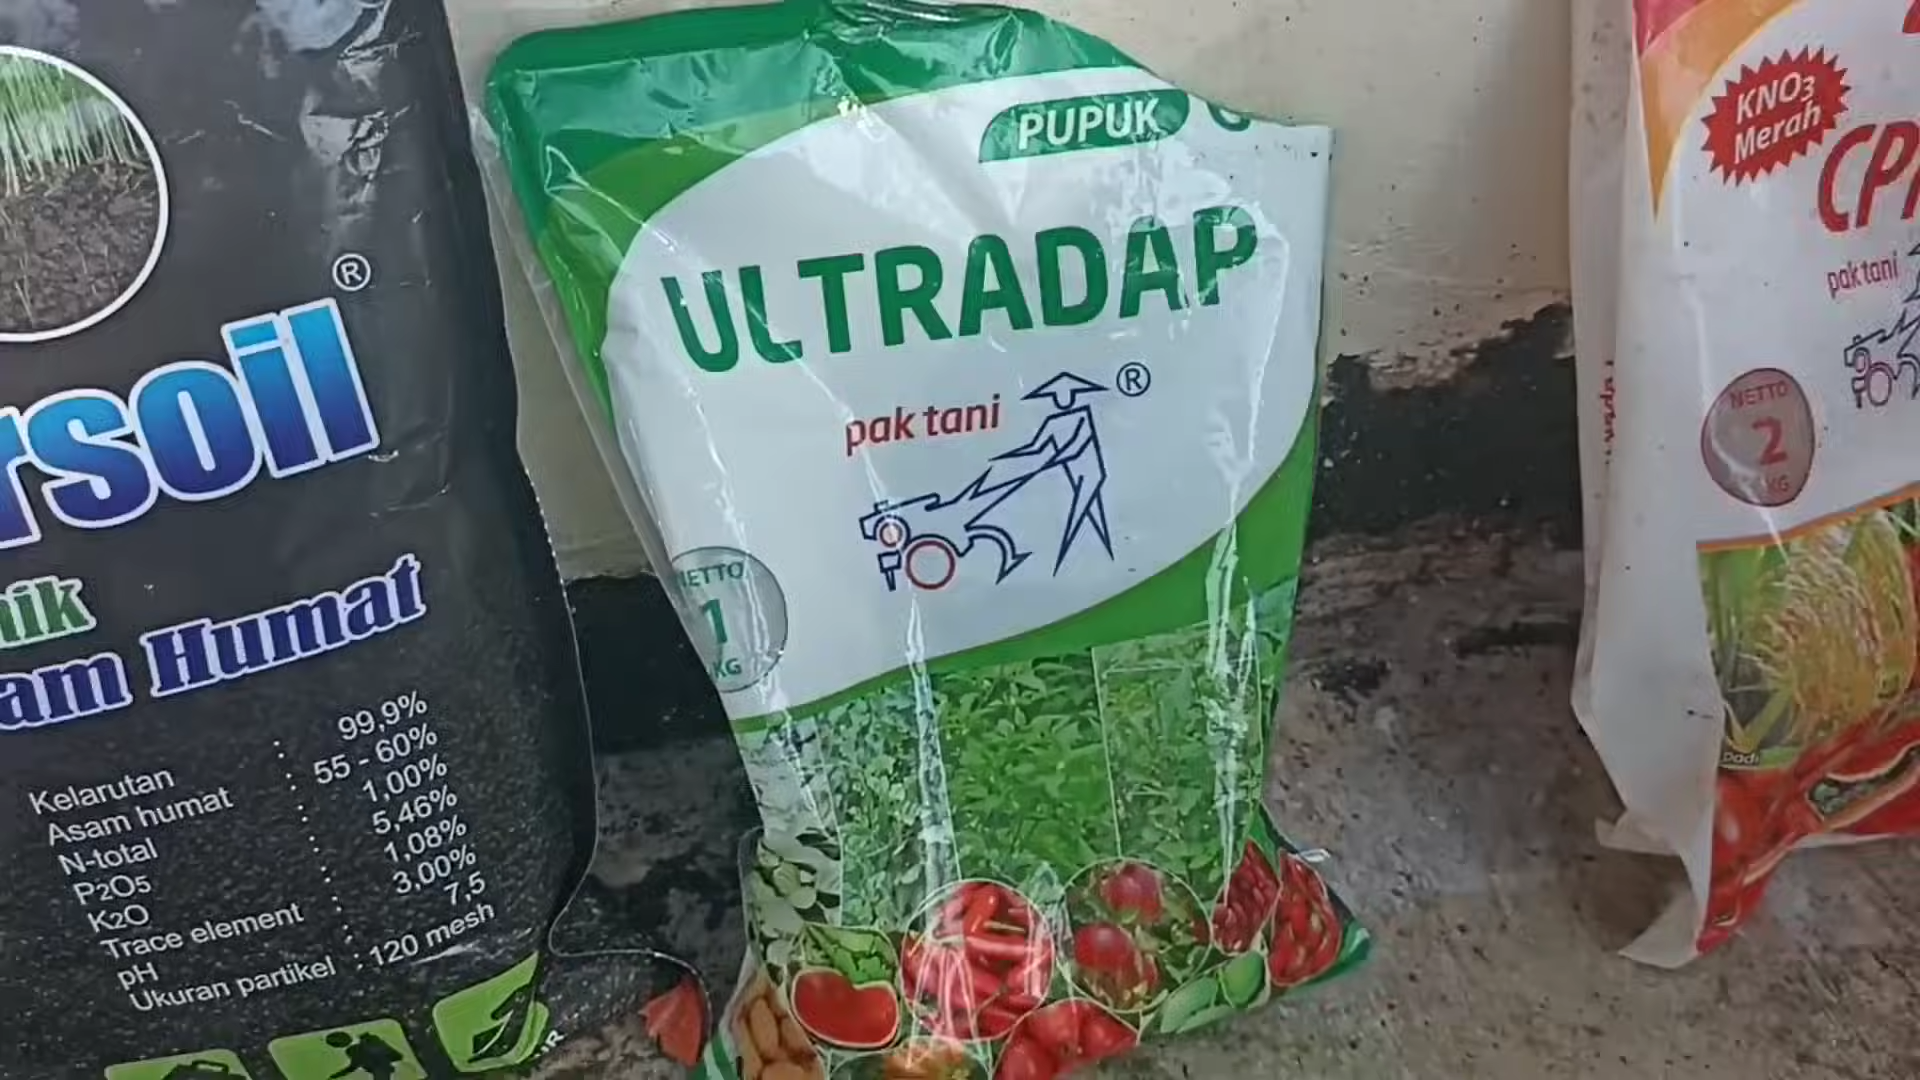 ®
rsoil
nik
am Humat
Kelarutan : 99,9%
Asam humat : 55 - 60%
N-total : 1,00%
P2O5 : 5,46%
K2O : 1,08%
Trace element : 3,00%
pH : 7,5
Ukuran partikel : 120 mesh
PUPUK
ULTRADAP
pak tani ®
NETTO
1
KG
KNO3
Merah
pak tani
NETTO
2
KG
padi